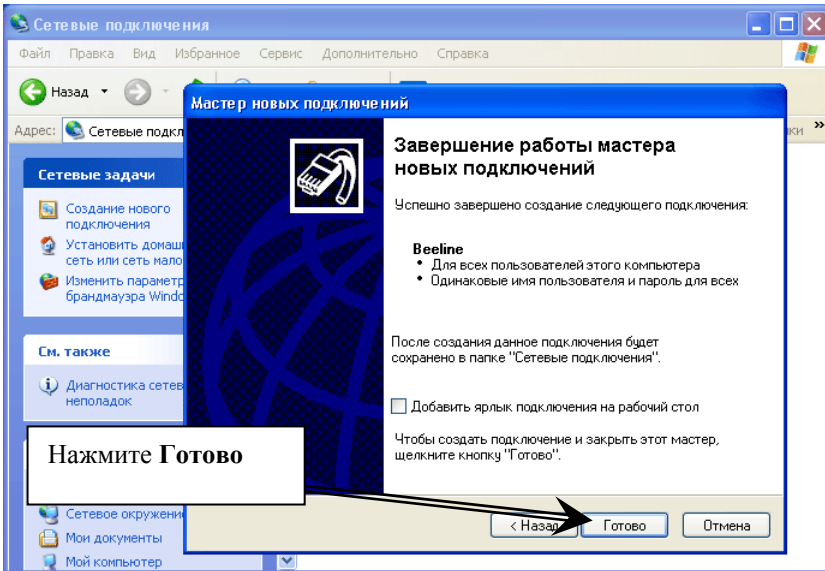 Сетевые подключения
Файл Правка Вид Избранное Сервис Дополнительно Справка
Назад
Адрес: Сетевые подкл
ки »
Сетевые задачи
Создание нового
подключения
Установить домаш
сеть или сеть мало
Изменить параметр
брандмауэра Windo
См. также
Диагностика сетев
неполадок
Сетевое окружени
Мои документы
Мой компьютер
Мастер новых подключений
Завершение работы мастера
новых подключений
Успешно завершено создание следующего подключения:
Beeline
• Для всех пользователей этого компьютера
• Одинаковые имя пользователя и пароль для всех
После создания данное подключения будет
сохранено в папке "Сетевые подключения".
Добавить ярлык подключения на рабочий стол
Чтобы создать подключение и закрыть этот мастер,
щелкните кнопку "Готово".
< Назад Готово Отмена
Нажмите Готово